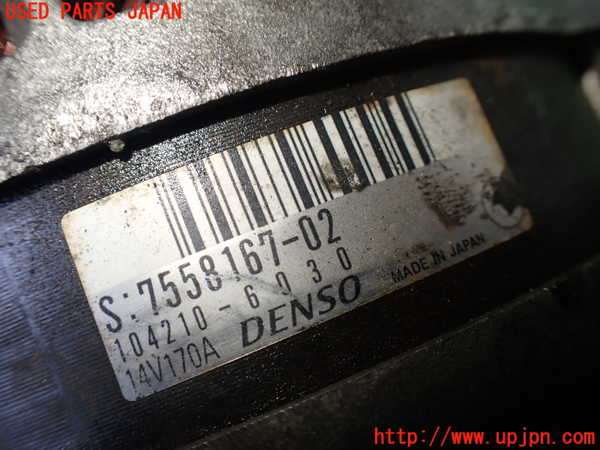 USED PARTS JAPAN
S:7558167-02
104210-6030
14V170A DENSO MADE IN JAPAN
http://www.upjpn.com/